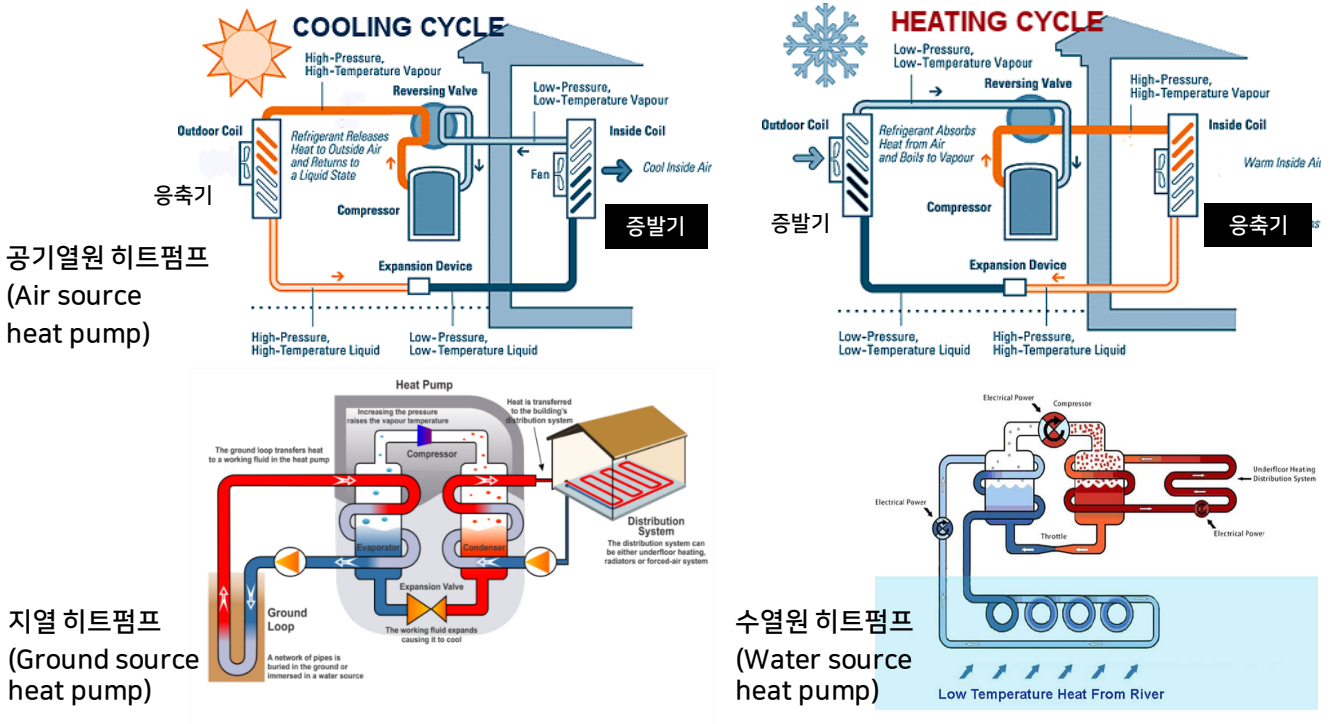 COOLING CYCLE
High-Pressure,
High-Temperature Vapour
Reversing Valve
Low-Pressure,
Low-Temperature Vapour
Outdoor Coil
Refrigerant Releases
Heat to Outside Air
and Returns to
a Liquid State
Inside Coil
Fan
Cool Inside Air
응축기
Compressor
증발기
Expansion Device
High-Pressure,
High-Temperature Liquid
Low-Pressure,
Low-Temperature Liquid
HEATING CYCLE
Low-Pressure,
Low-Temperature Vapour
Reversing Valve
High-Pressure,
High-Temperature Vapour
Outdoor Coil
Refrigerant Absorbs
Heat from Air
and Boils to Vapour
Inside Coil
Warm Inside Air
증발기
Compressor
응축기
Expansion Device
Low-Pressure,
Low-Temperature Liquid
High-Pressure,
High-Temperature Liquid
공기열원 히트펌프
(Air source
heat pump)
Heat Pump
Increasing the pressure
raises the vapour temperature
Heat is transferred
to the building's
distribution system
The ground loop transfers heat
to a working fluid in the heat pump
Compressor
Evaporator
Condenser
Distribution
System
The distribution system can
be either underfloor heating,
radiators or forced-air system
Expansion Valve
The working fluid expands
causing it to cool
Ground
Loop
A network of pipes is
buried in the ground or
immersed in a water source
지열 히트펌프
(Ground source
heat pump)
Electrical Power
Compressor
Underfloor Heating
Distribution System
Electrical Power
Throttle
Electrical Power
Low Temperature Heat From River
수열원 히트펌프
(Water source
heat pump)